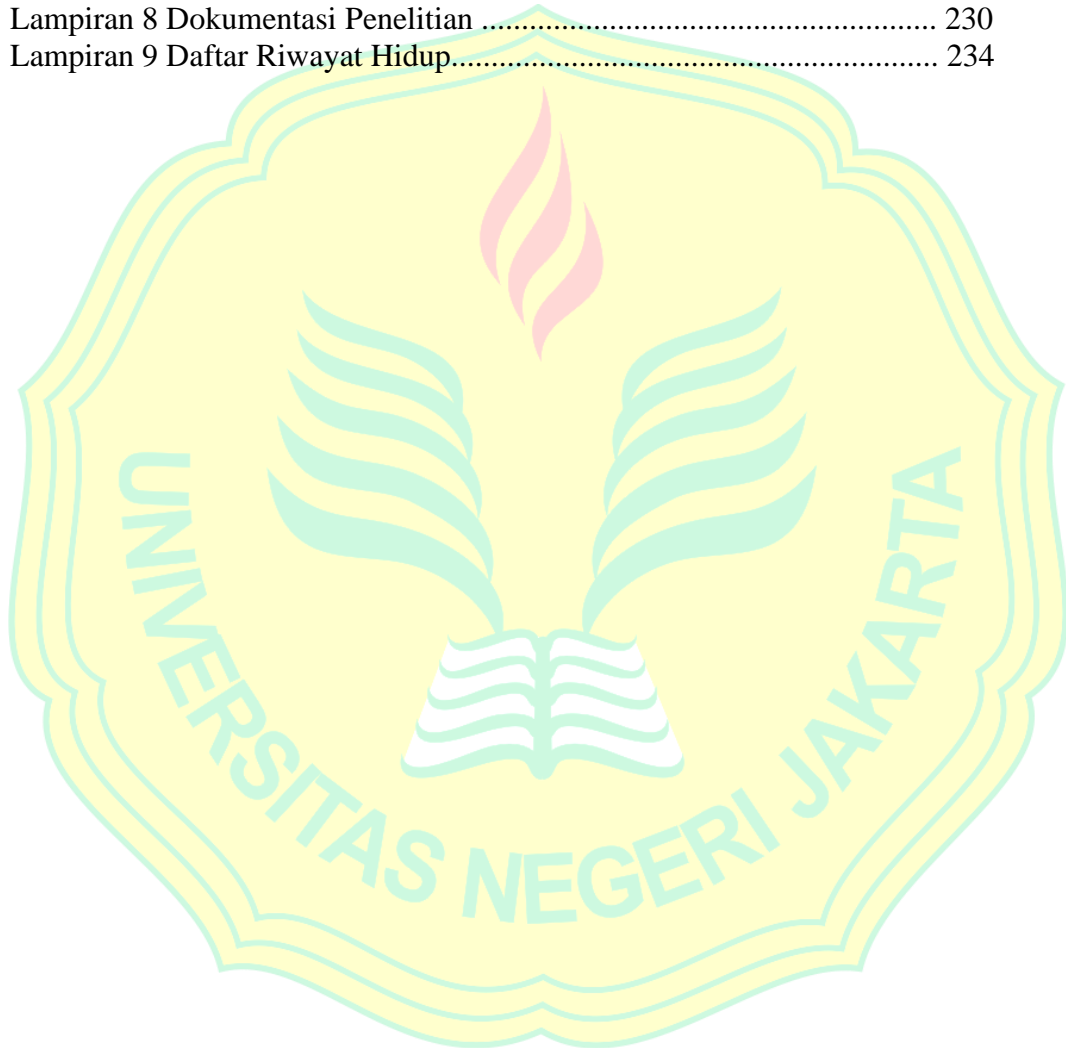 Lampiran 8 Dokumentasi Penelitian ......................................................... 230
Lampiran 9 Daftar Riwayat Hidup............................................................. 234
UNIVERSITAS NEGERI JAKARTA